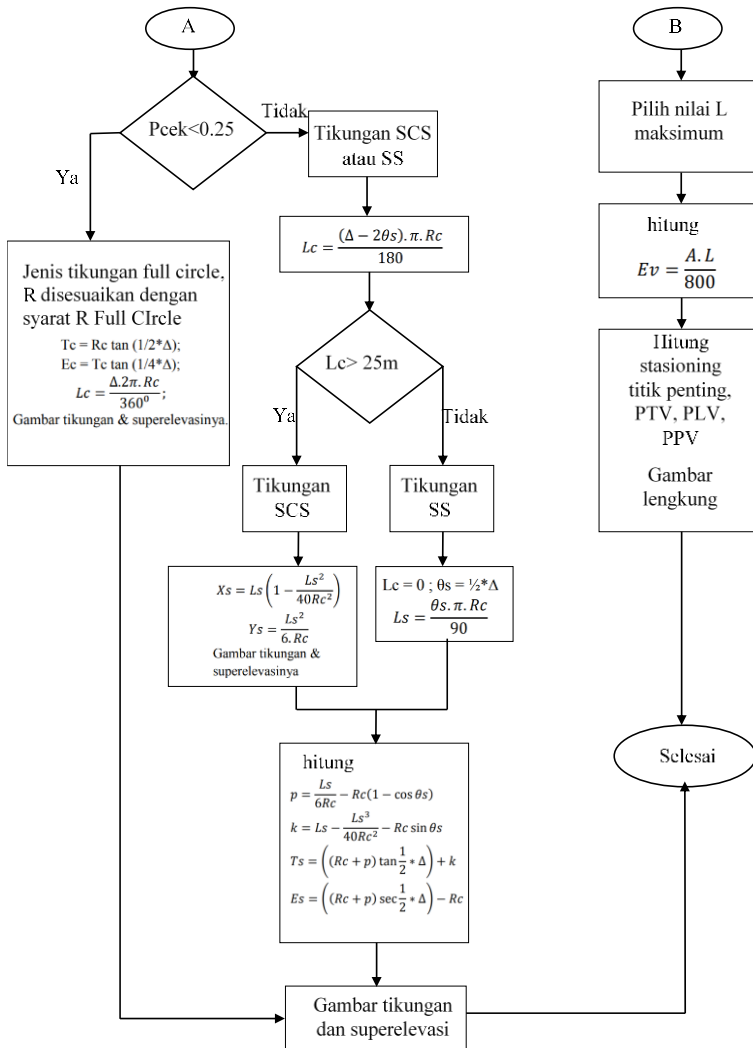 A
Pcek<0.25
Tidak
Ya
Tikungan SCS
atau SS
Lc = (Δ − 2θs). π. Rc / 180
Jenis tikungan full circle,
R disesuaikan dengan
syarat R Full CIrcle
Tc = Rc tan (1/2*Δ);
Ec = Tc tan (1/4*Δ);
Lc = Δ.2π.Rc / 360⁰ ;
Gambar tikungan & superelevasinya.
Lc> 25m
Ya
Tidak
Tikungan
SCS
Tikungan
SS
Xs = Ls(1 − Ls² / 40Rc²)
Ys = Ls² / 6.Rc
Gambar tikungan &
superelevasinya
Lc = 0 ; θs = ½*Δ
Ls = θs. π. Rc / 90
hitung
p = Ls / 6Rc − Rc(1 − cos θs)
k = Ls − Ls³ / 40Rc² − Rc sin θs
Ts = ((Rc + p) tan 1/2 * Δ) + k
Es = ((Rc + p) sec 1/2 * Δ) − Rc
Gambar tikungan
dan superelevasi
B
Pilih nilai L
maksimum
hitung
Ev = A.L / 800
Hitung
stasioning
titik penting,
PTV, PLV,
PPV
Gambar
lengkung
Selesai